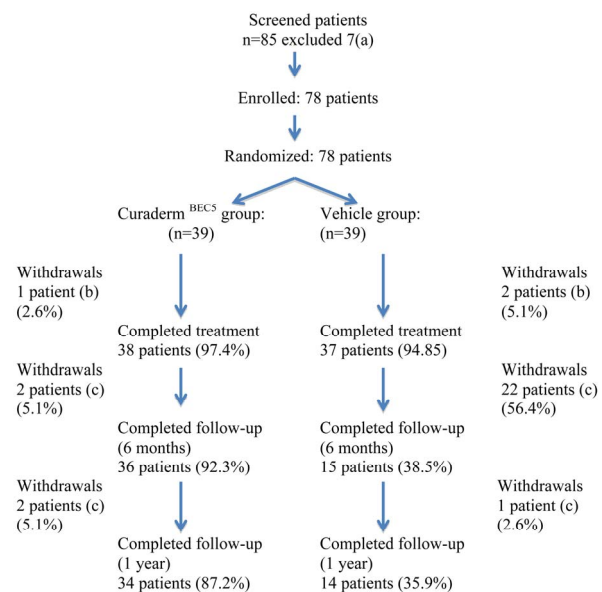 Screened patients
n=85 excluded 7(a)
Enrolled: 78 patients
Randomized: 78 patients
Curaderm BEC5 group:
(n=39)
Vehicle group:
(n=39)
Withdrawals
1 patient (b)
(2.6%)
Withdrawals
2 patients (b)
(5.1%)
Completed treatment
38 patients (97.4%)
Completed treatment
37 patients (94.85)
Withdrawals
2 patients (c)
(5.1%)
Withdrawals
22 patients (c)
(56.4%)
Completed follow-up
(6 months)
36 patients (92.3%)
Completed follow-up
(6 months)
15 patients (38.5%)
Withdrawals
2 patients (c)
(5.1%)
Withdrawals
1 patient (c)
(2.6%)
Completed follow-up
(1 year)
34 patients (87.2%)
Completed follow-up
(1 year)
14 patients (35.9%)